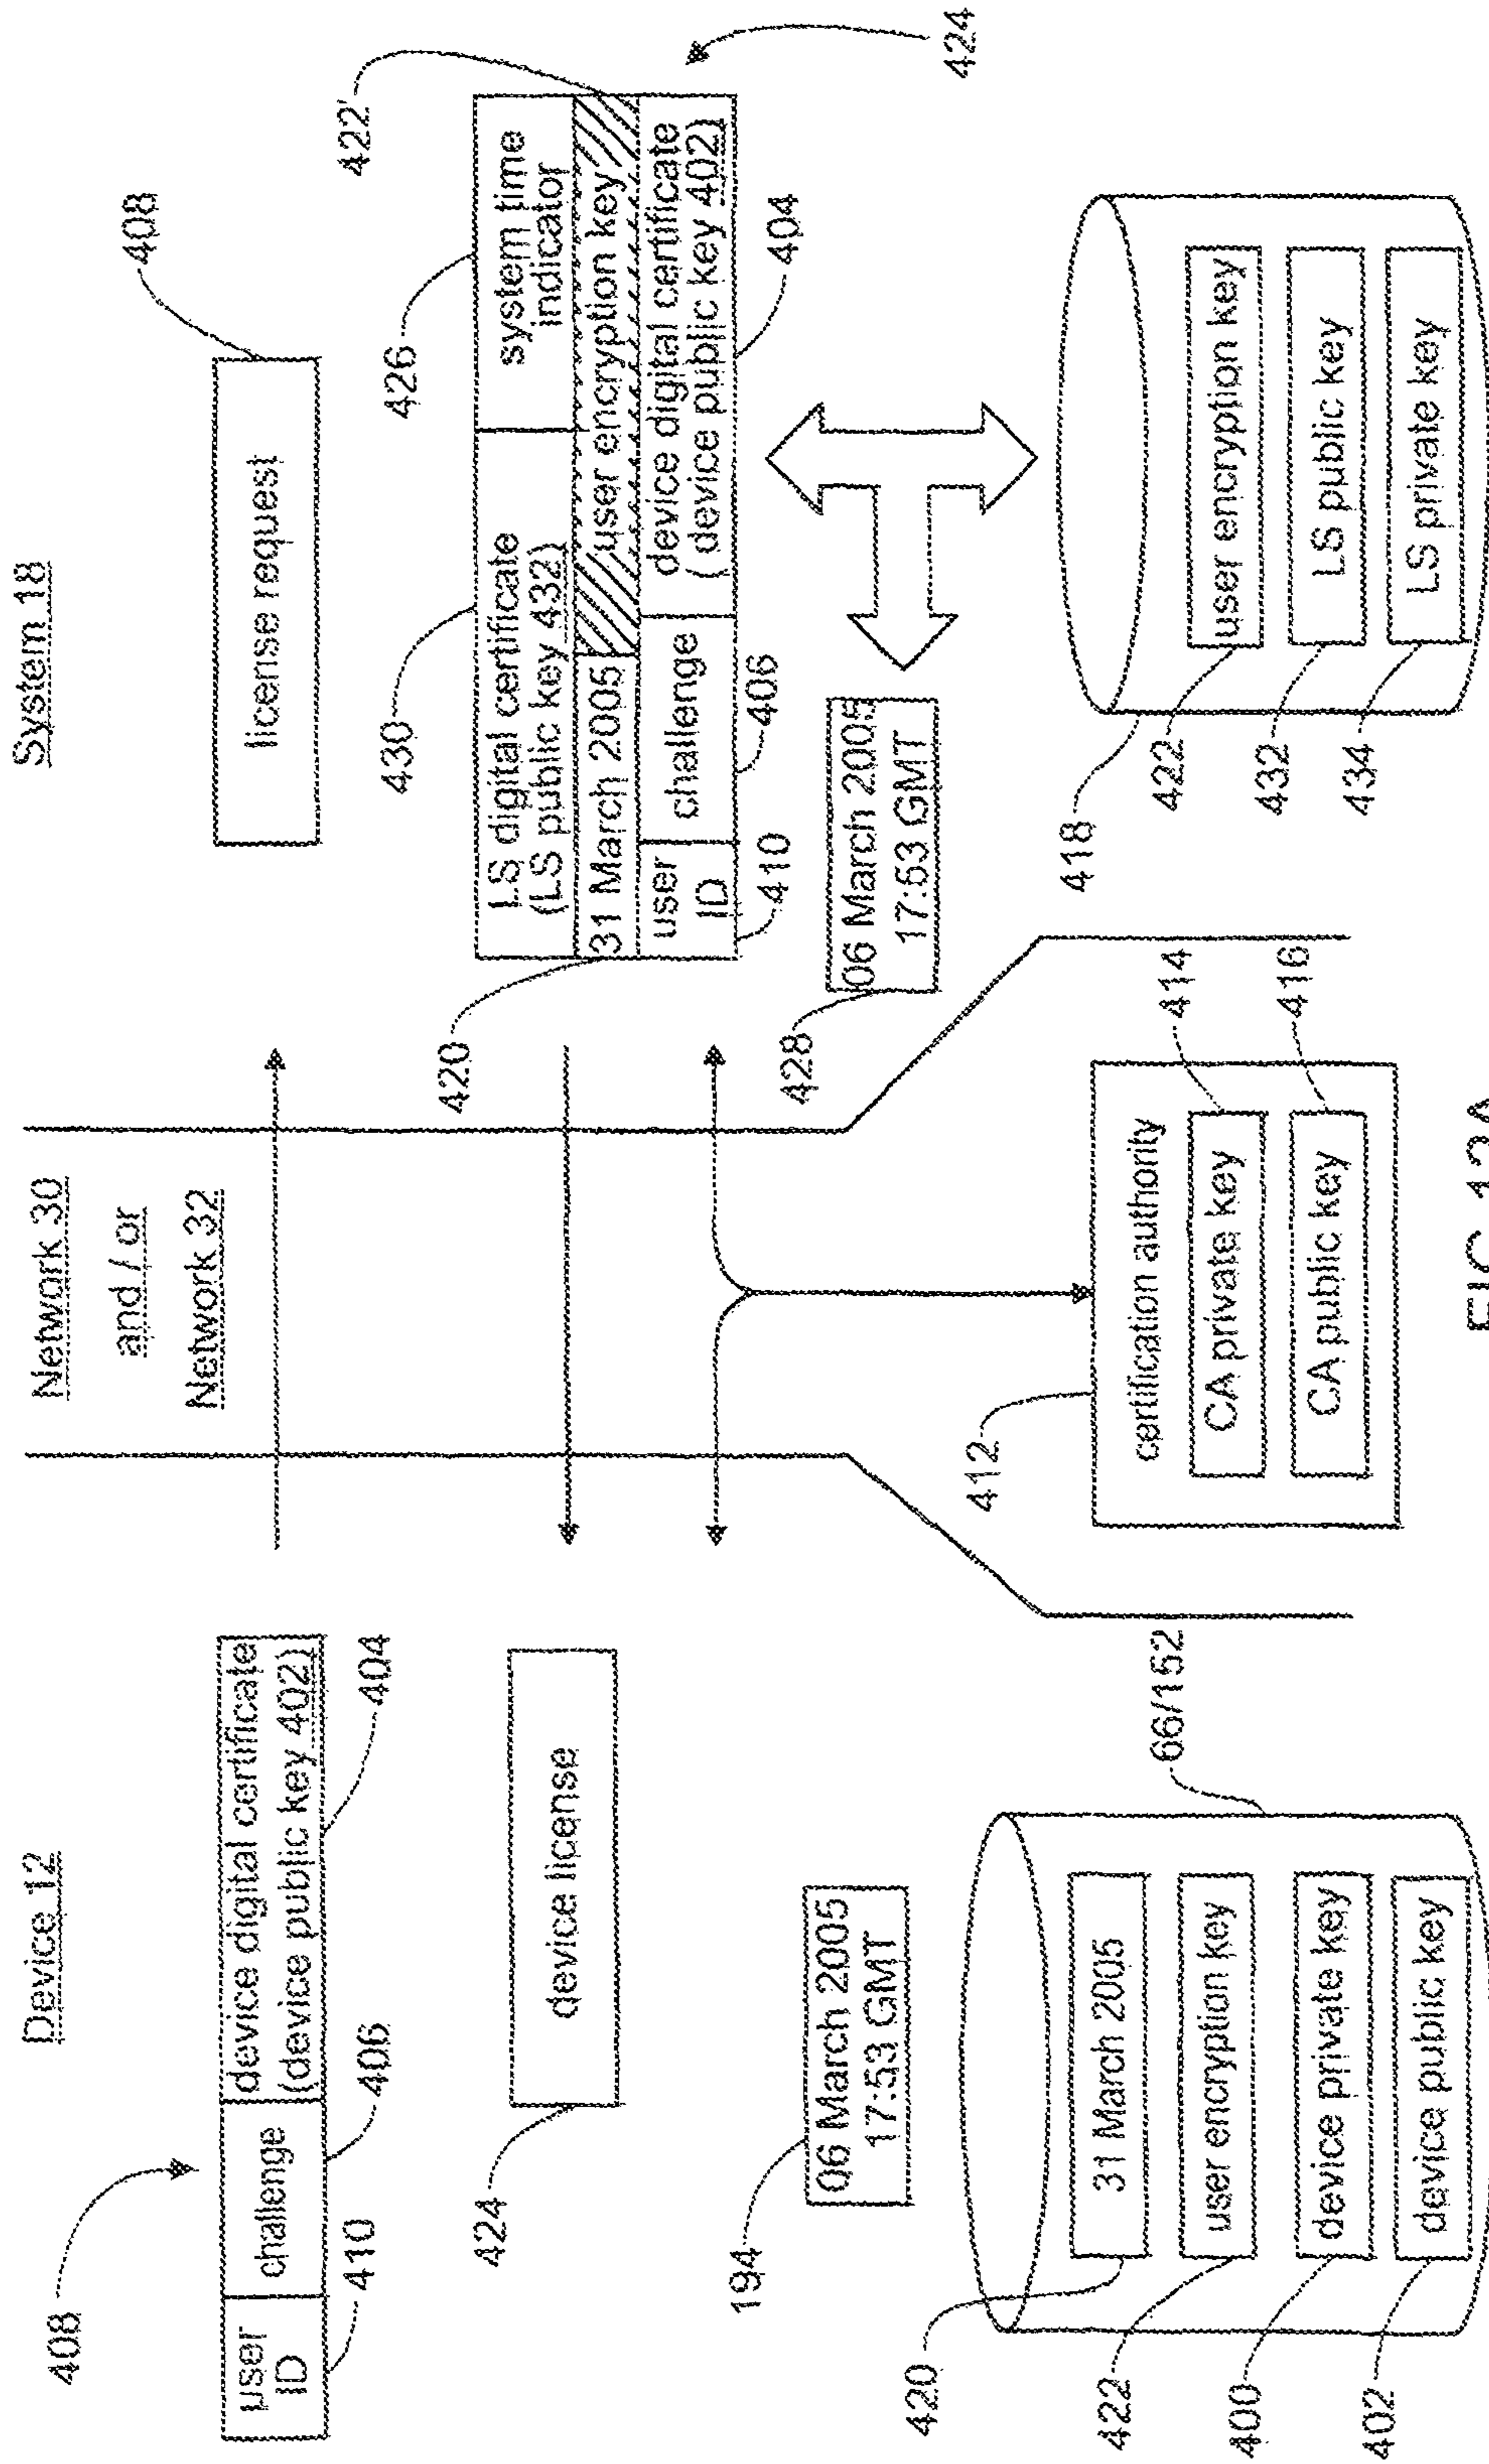 Device 12
Network 30
and / or
Network 32
System 18
408
user
ID
challenge
device digital certificate
(device public key 402)
410
406
404
license request
408
424
device license
430
426
422'
LS digital certificate
(LS public key 432)
system time
indicator
31 March 2005
user encryption key
user
ID
challenge
device digital certificate
(device public key 402)
420
410
406
404
424
194
06 March 2005
17:53 GMT
428
06 March 2005
17:53 GMT
66/152
31 March 2005
user encryption key
device private key
device public key
420
422
400
402
412
certification authority
CA private key
CA public key
414
416
418
user encryption key
LS public key
LS private key
422
432
434